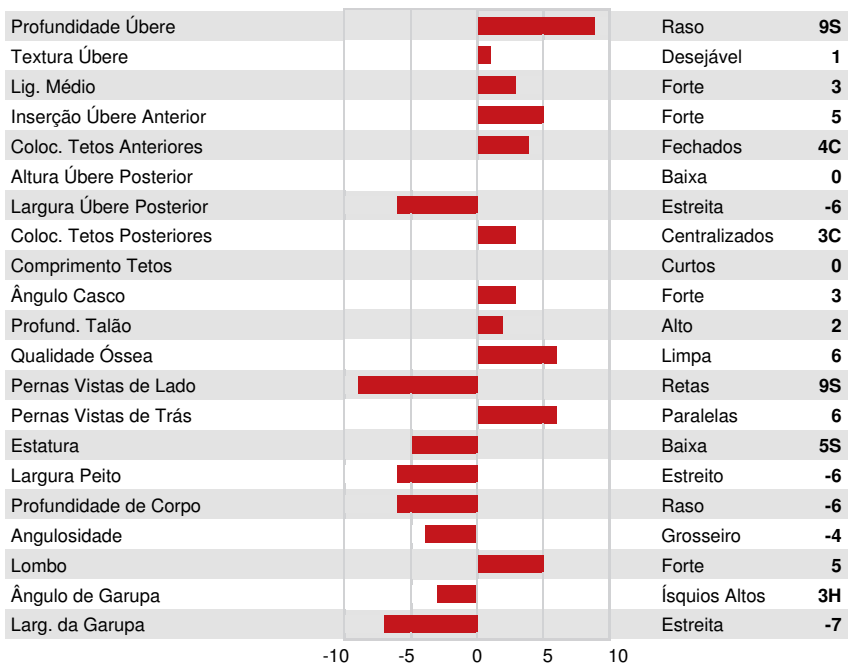 Profundidade Úbere Raso 9S
Textura Úbere Desejável 1
Lig. Médio Forte 3
Inserção Úbere Anterior Forte 5
Coloc. Tetos Anteriores Fechados 4C
Altura Úbere Posterior Baixa 0
Largura Úbere Posterior Estreita -6
Coloc. Tetos Posteriores Centralizados 3C
Comprimento Tetos Curtos 0
Ângulo Casco Forte 3
Profund. Talão Alto 2
Qualidade Óssea Limpa 6
Pernas Vistas de Lado Retas 9S
Pernas Vistas de Trás Paralelas 6
Estatura Baixa 5S
Largura Peito Estreito -6
Profundidade de Corpo Raso -6
Angulosidade Grosseiro -4
Lombo Forte 5
Ângulo de Garupa Ísquios Altos 3H
Larg. da Garupa Estreita -7
-10 -5 0 5 10